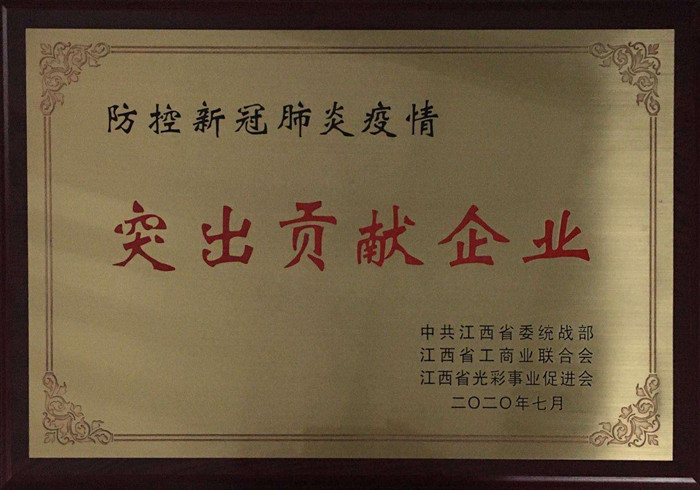 防控新冠肺炎疫情
突出贡献企业
中共江西省委统战部
江西省工商业联合会
江西省光彩事业促进会
二〇二〇年七月